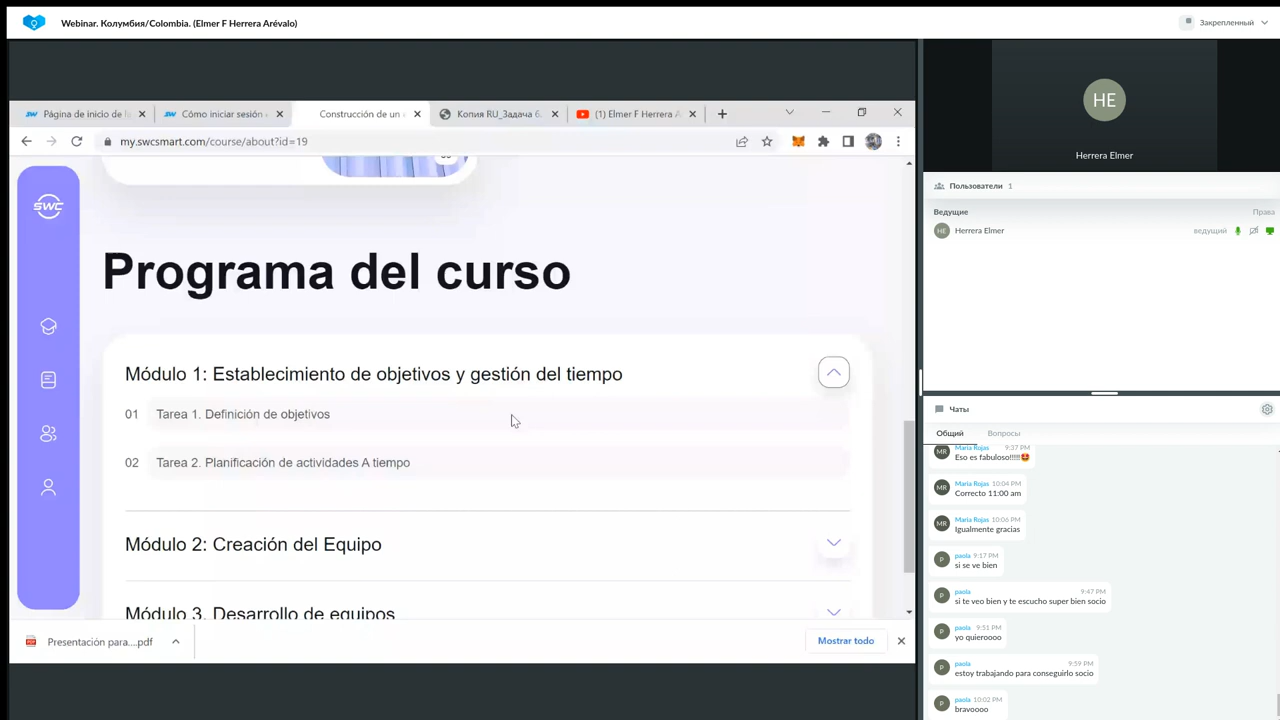 Webinar. Колумбия/Colombia. (Elmer F Herrera Arévalo)
Закрепленный
Página de inicio de l
Cómo iniciar sesión e
Construcción de un
Копия RU_Задача 6.
(1) Elmer F Herrera A
my.swcsmart.com/course/about?id=19
SWC
Programa del curso
Módulo 1: Establecimiento de objetivos y gestión del tiempo
01 Tarea 1. Definición de objetivos
02 Tarea 2. Planificación de actividades A tiempo
Módulo 2: Creación del Equipo
Módulo 3. Desarrollo de equipos
Presentación para....pdf
Mostrar todo
HE
Herrera Elmer
Пользователи 1
Ведущие
Права
HE Herrera Elmer
ведущий
Чаты
Общий
Вопросы
MR Maria Rojas 9:37 PM
Eso es fabuloso!!!!!🤩
MR Maria Rojas 10:04 PM
Correcto 11:00 am
MR Maria Rojas 10:06 PM
Igualmente gracias
P paola 9:17 PM
si se ve bien
P paola 9:47 PM
si te veo bien y te escucho super bien socio
P paola 9:51 PM
yo quieroooo
P paola 9:59 PM
estoy trabajando para conseguirlo socio
P paola 10:02 PM
bravoooo